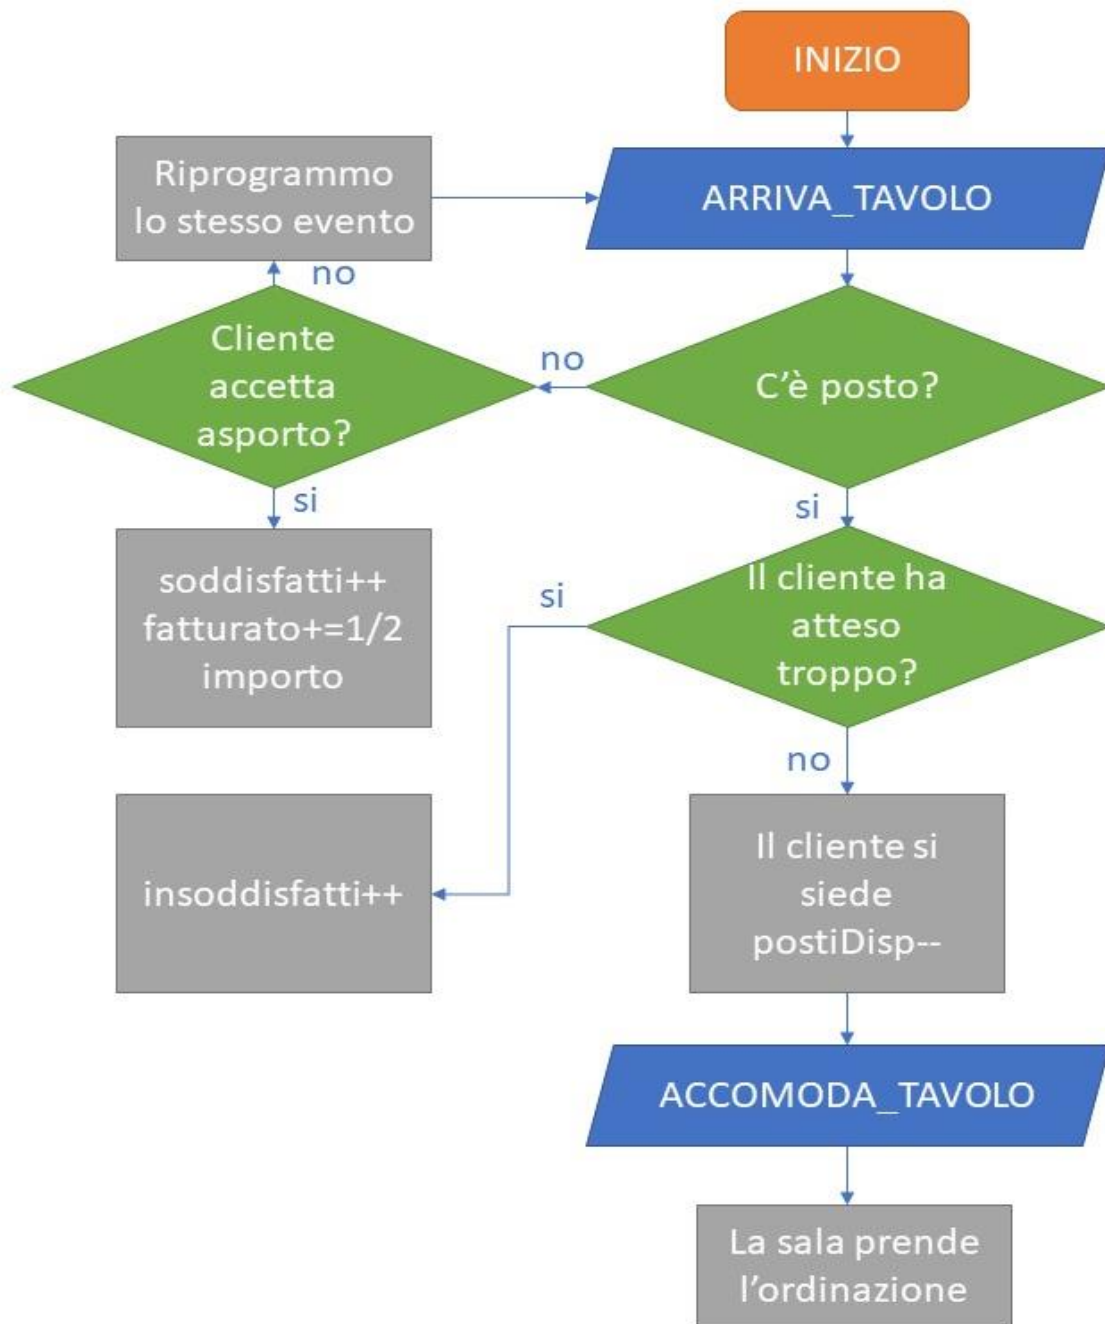 INIZIO
Riprogrammo
lo stesso evento
ARRIVA_TAVOLO
no
Cliente
accetta
asporto?
no
C'è posto?
si
soddisfatti++
fatturato+=1/2
importo
si
Il cliente ha
atteso
troppo?
si
no
insoddisfatti++
Il cliente si
siede
postiDisp--
ACCOMODA_TAVOLO
La sala prende
l'ordinazione